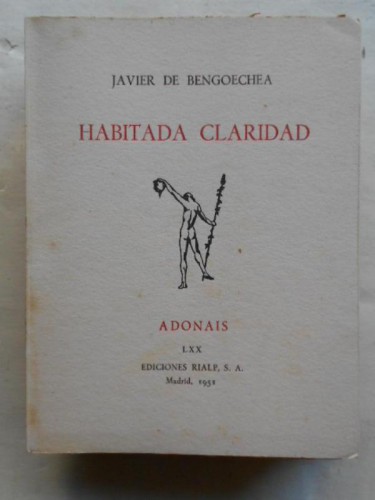 JAVIER DE BENGOECHEA
HABITADA CLARIDAD
ADONAIS
LXX
EDICIONES RIALP, S. A.
Madrid, 1951